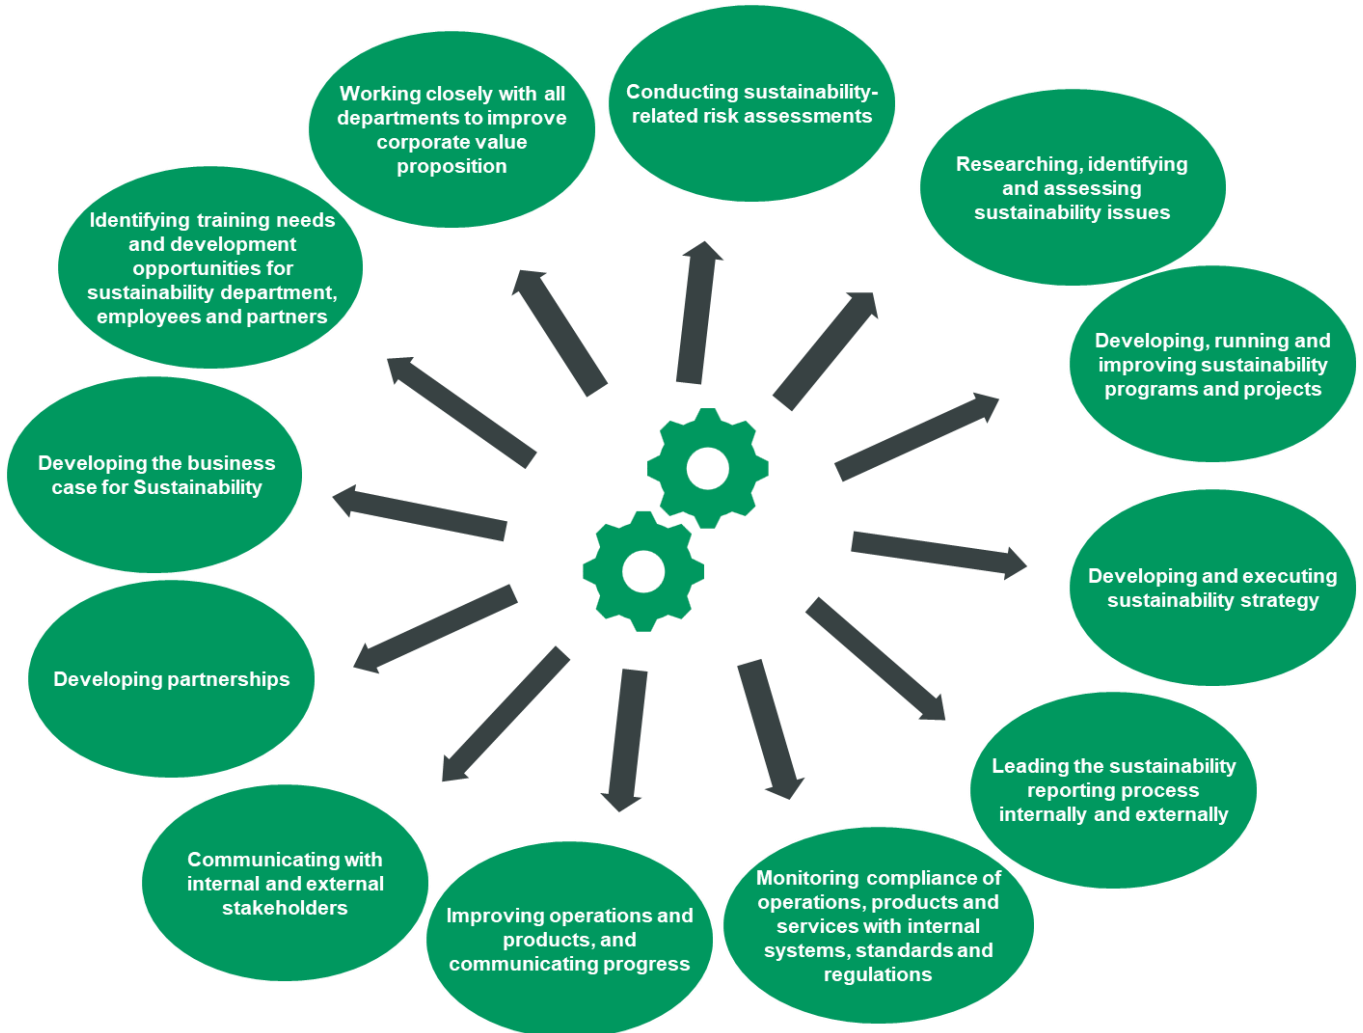 Conducting sustainability-
related risk assessments
Researching, identifying
and assessing
sustainability issues
Developing, running and
improving sustainability
programs and projects
Developing and executing
sustainability strategy
Leading the sustainability
reporting process
internally and externally
Monitoring compliance of
operations, products and
services with internal
systems, standards and
regulations
Improving operations and
products, and
communicating progress
Communicating with
internal and external
stakeholders
Developing partnerships
Developing the business
case for Sustainability
Identifying training needs
and development
opportunities for
sustainability department,
employees and partners
Working closely with all
departments to improve
corporate value
proposition